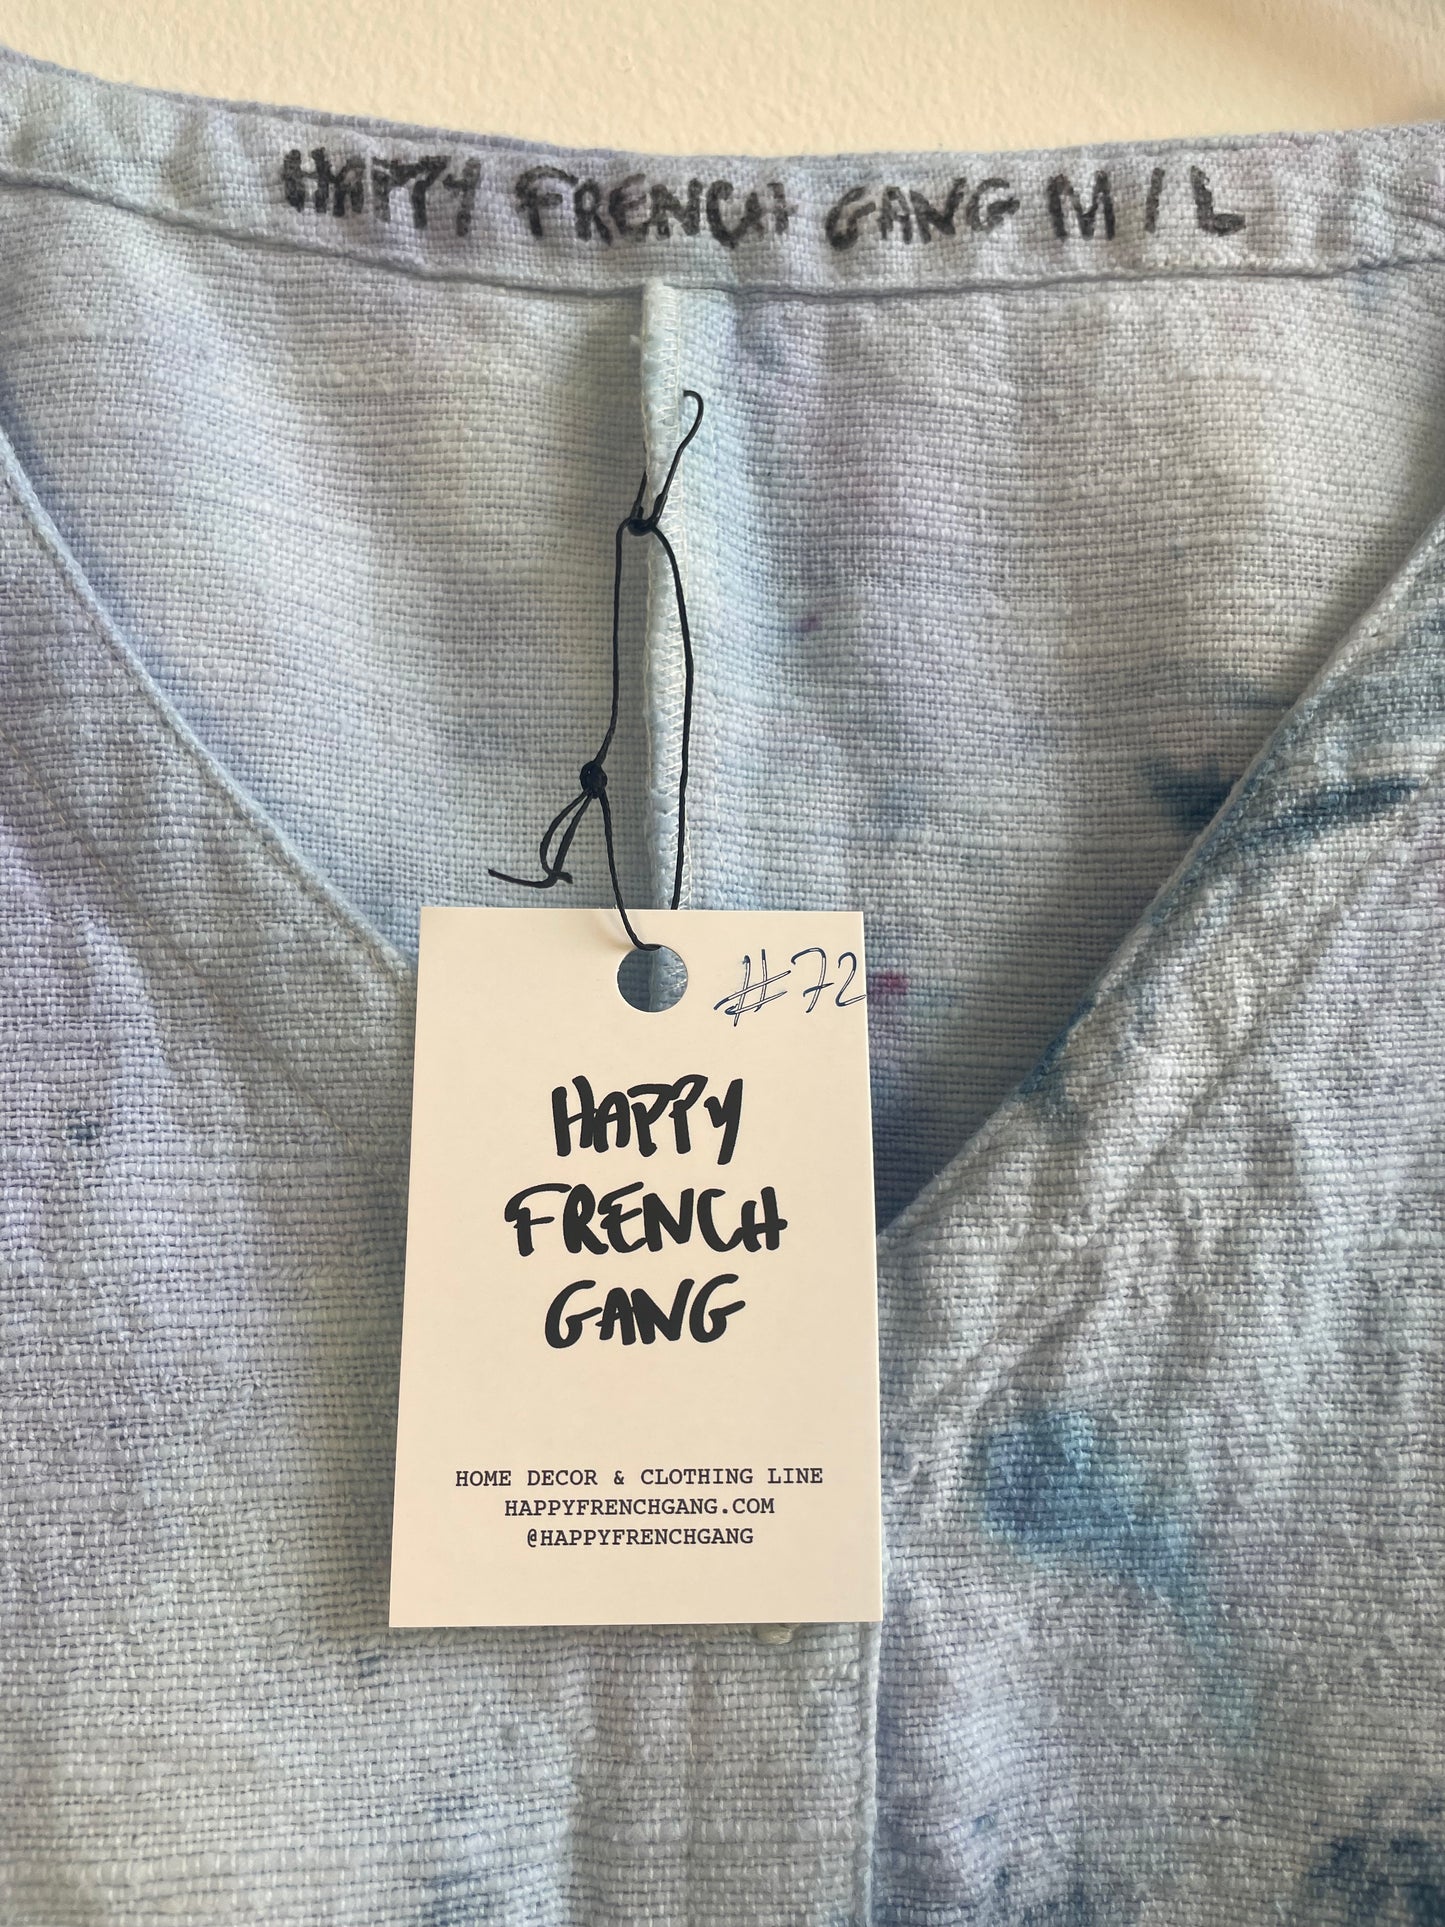 HAPPY FRENCH GANG M / L
#72
HAPPY
FRENCH
GANG
HOME DECOR & CLOTHING LINE
HAPPYFRENCHGANG.COM
@HAPPYFRENCHGANG